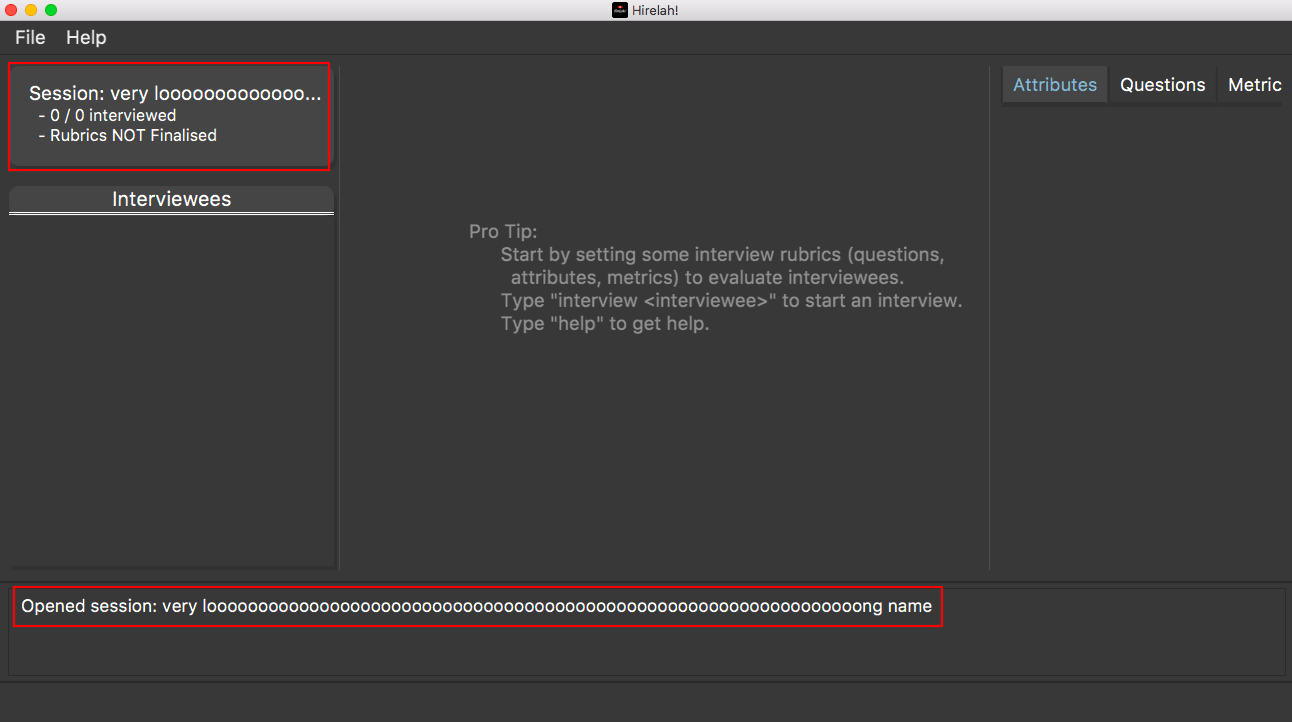 Hirelah!
File Help
Session: very looooooooooooo...
- 0 / 0 interviewed
- Rubrics NOT Finalised
Interviewees
Pro Tip:
Start by setting some interview rubrics (questions,
attributes, metrics) to evaluate interviewees.
Type "interview <interviewee>" to start an interview.
Type "help" to get help.
Attributes Questions Metric
Opened session: very looooooooooooooooooooooooooooooooooooooooooooooooooooooooooooooong name